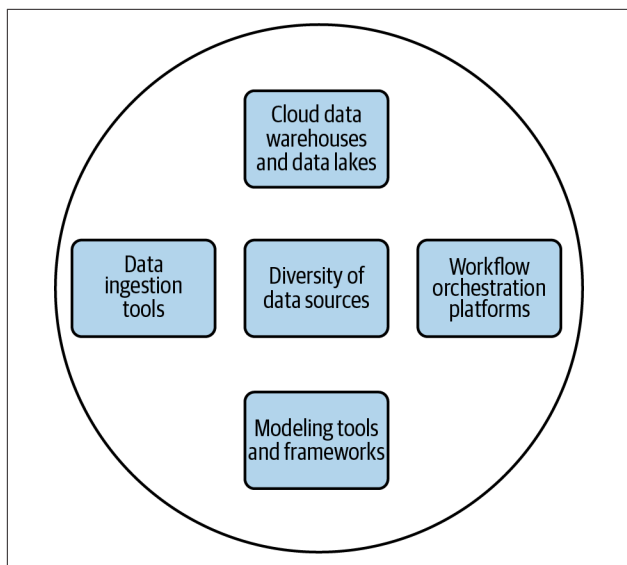 Cloud data
warehouses
and data lakes
Data
ingestion
tools
Diversity of
data sources
Workflow
orchestration
platforms
Modeling tools
and frameworks